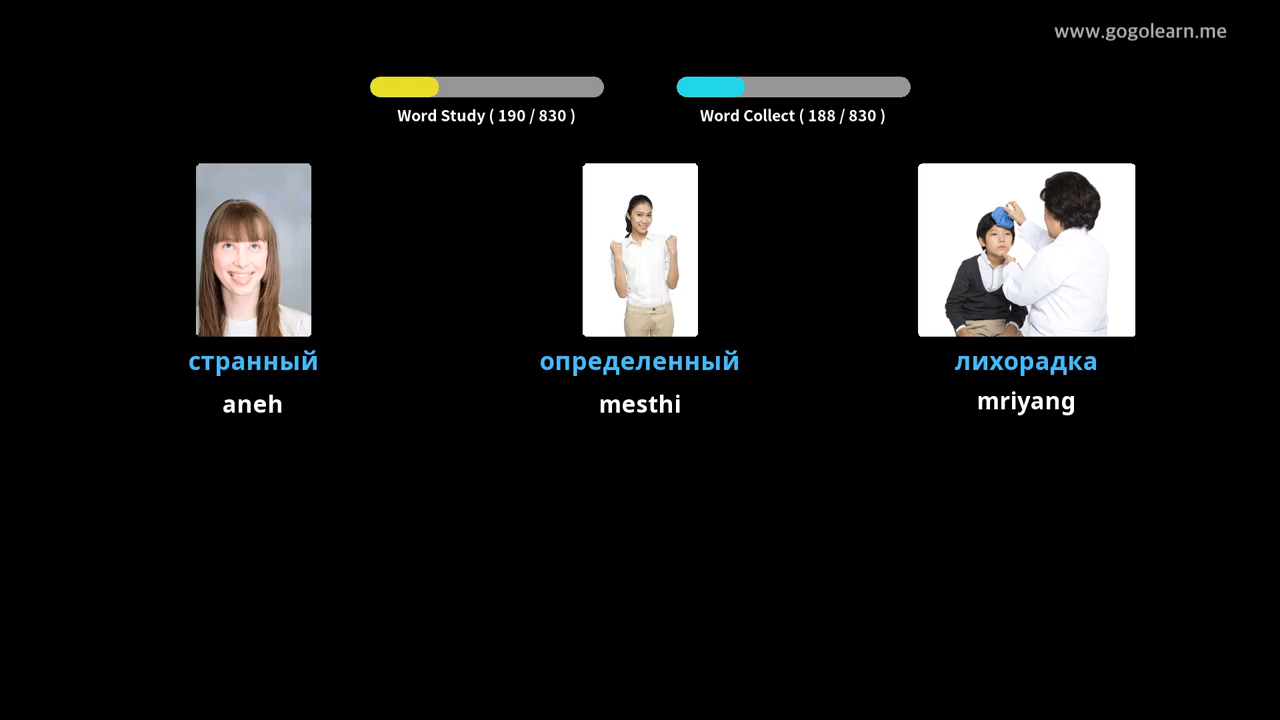 www.gogolearn.me
Word Study ( 190 / 830 )
Word Collect ( 188 / 830 )
странный
определенный
лихорадка
aneh
mesthi
mriyang